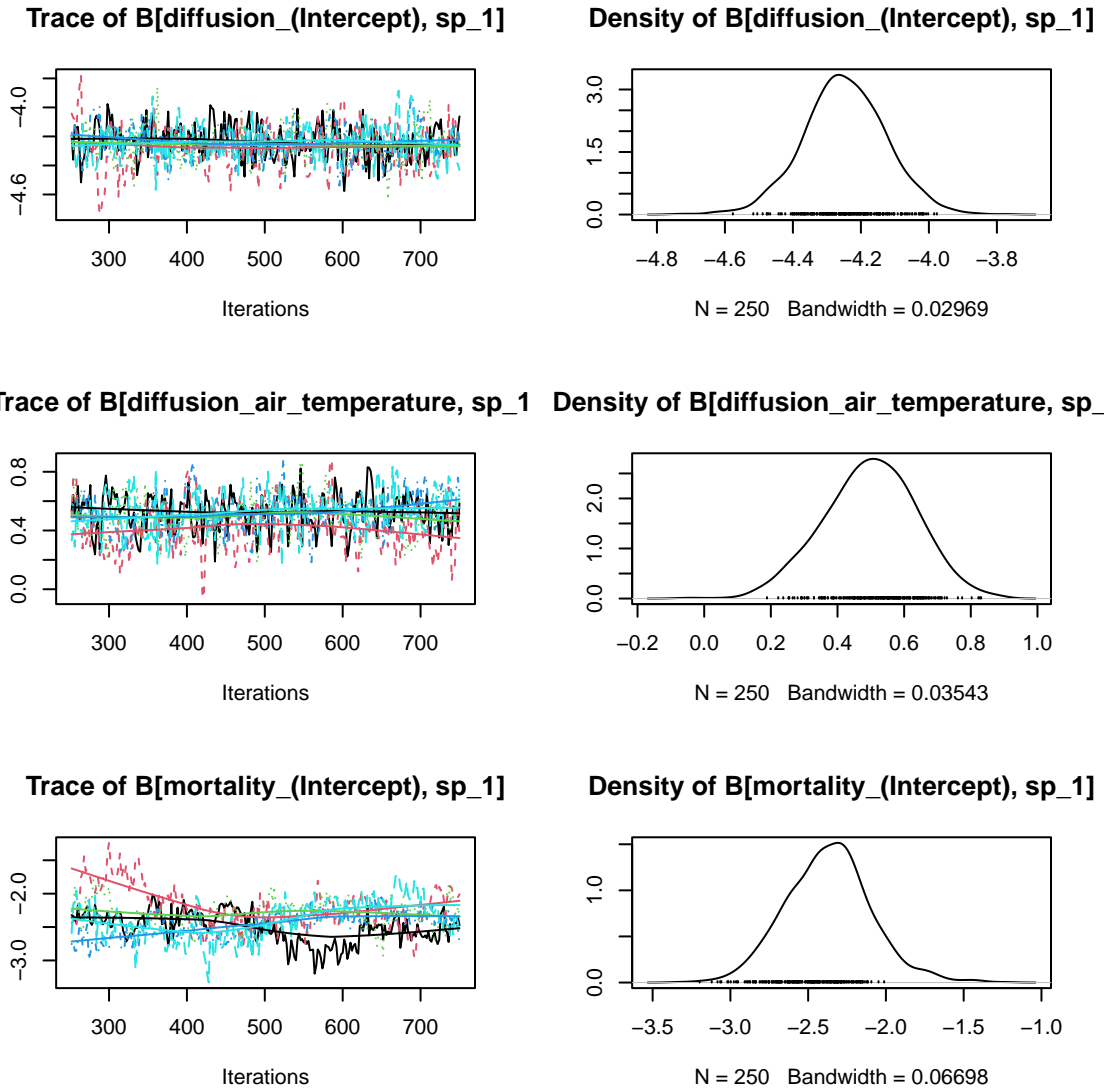 Trace of B[diffusion_(Intercept), sp_1]
−4.6
−4.0
300 400 500 600 700
Iterations
Density of B[diffusion_(Intercept), sp_1]
0.0
1.5
3.0
−4.8 −4.6 −4.4 −4.2 −4.0 −3.8
N = 250 Bandwidth = 0.02969
Trace of B[diffusion_air_temperature, sp_1
0.0
0.4
0.8
300 400 500 600 700
Iterations
Density of B[diffusion_air_temperature, sp_
0.0
1.0
2.0
−0.2 0.0 0.2 0.4 0.6 0.8 1.0
N = 250 Bandwidth = 0.03543
Trace of B[mortality_(Intercept), sp_1]
−3.0
−2.0
300 400 500 600 700
Iterations
Density of B[mortality_(Intercept), sp_1]
0.0
1.0
−3.5 −3.0 −2.5 −2.0 −1.5 −1.0
N = 250 Bandwidth = 0.06698